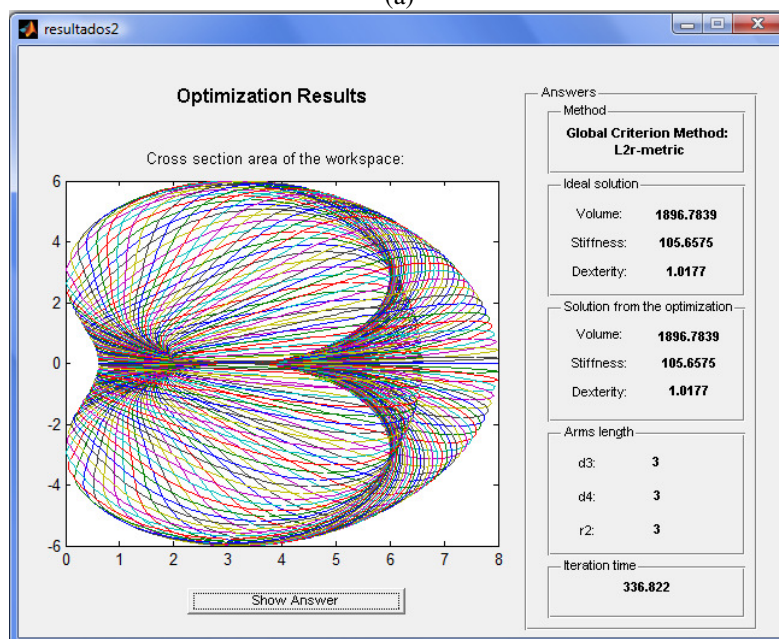 (a)
resultados2
Optimization Results
Cross section area of the workspace:
6
4
2
0
-2
-4
-6
0 1 2 3 4 5 6 7 8
Show Answer
Answers
Method
Global Criterion Method:
L2r-metric
Ideal solution
Volume: 1896.7839
Stiffness: 105.6575
Dexterity: 1.0177
Solution from the optimization
Volume: 1896.7839
Stiffness: 105.6575
Dexterity: 1.0177
Arms length
d3: 3
d4: 3
r2: 3
Iteration time
336.822